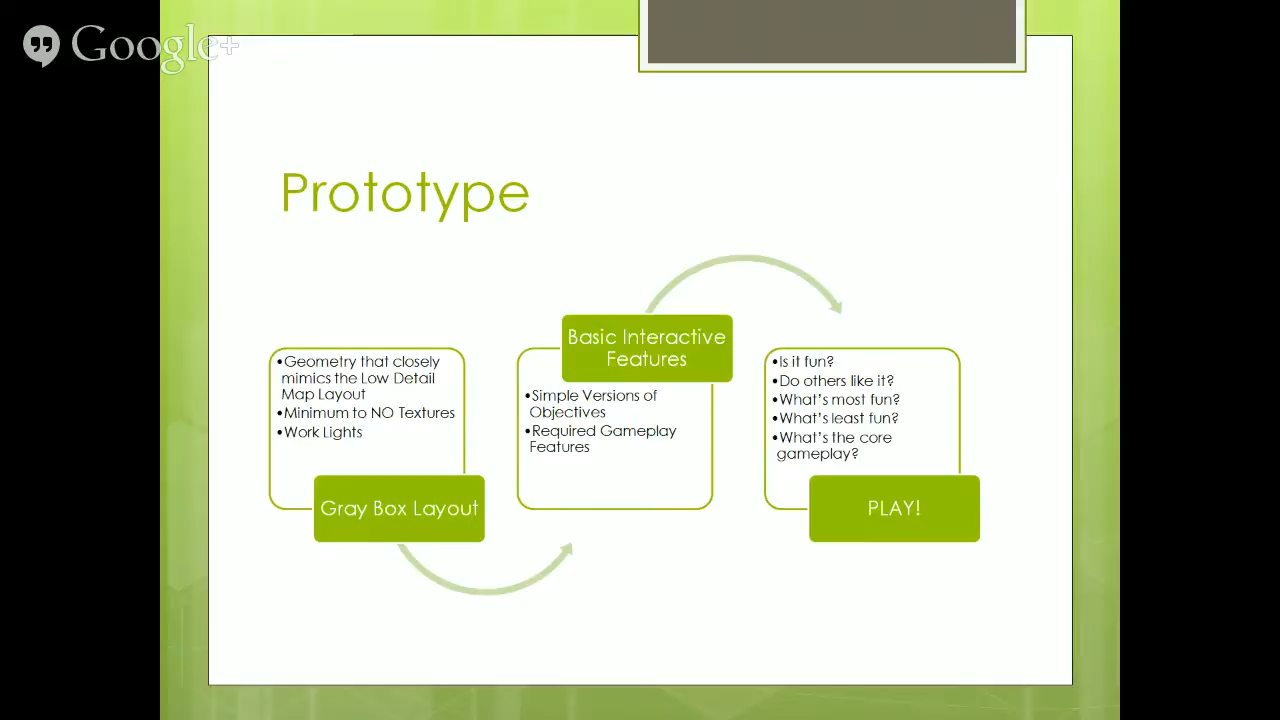 Google+
Prototype
•Geometry that closely
mimics the Low Detail
Map Layout
•Minimum to NO Textures
•Work Lights
Gray Box Layout
Basic Interactive
Features
•Simple Versions of
Objectives
•Required Gameplay
Features
•Is it fun?
•Do others like it?
•What's most fun?
•What's least fun?
•What's the core
gameplay?
PLAY!